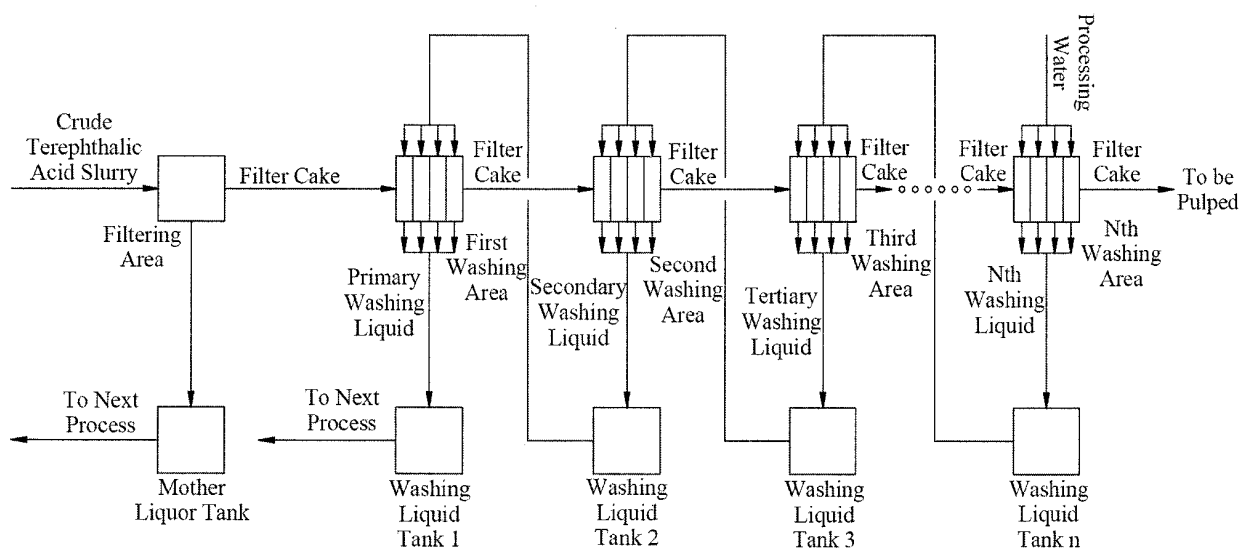 Crude
Terephthalic
Acid Slurry
Filtering
Area
Filter Cake
Filter
Cake
First
Washing
Area
Primary
Washing
Liquid
Filter
Cake
Second
Washing
Area
Secondary
Washing
Liquid
Filter
Cake
Third
Washing
Area
Tertiary
Washing
Liquid
Filter
Cake
Processing
Water
Filter
Cake
To be
Pulped
Nth
Washing
Area
Nth
Washing
Liquid
To Next
Process
Mother
Liquor Tank
To Next
Process
Washing
Liquid
Tank 1
Washing
Liquid
Tank 2
Washing
Liquid
Tank 3
Washing
Liquid
Tank n